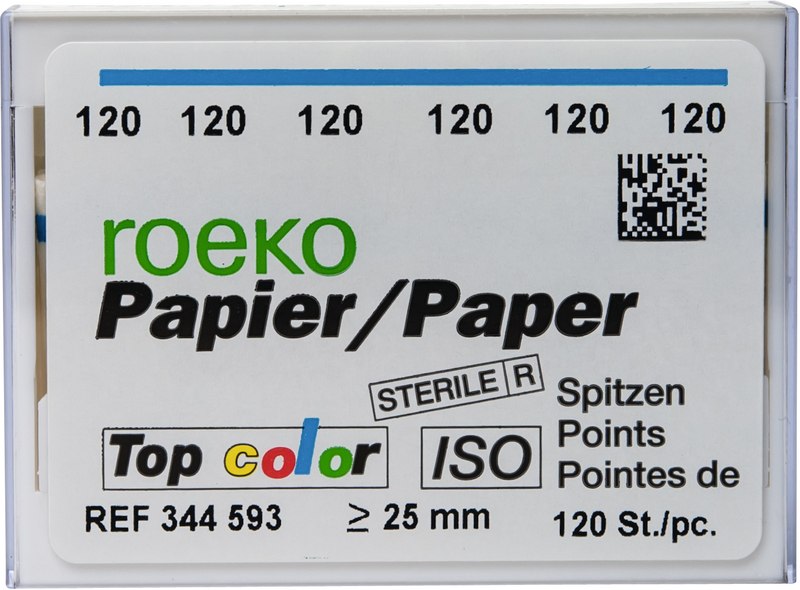 120 120 120 120 120 120
roeko
Papier/Paper
STERILE R
Spitzen
Points
Pointes de
Top color
ISO
REF 344 593
≥ 25 mm
120 St./pc.